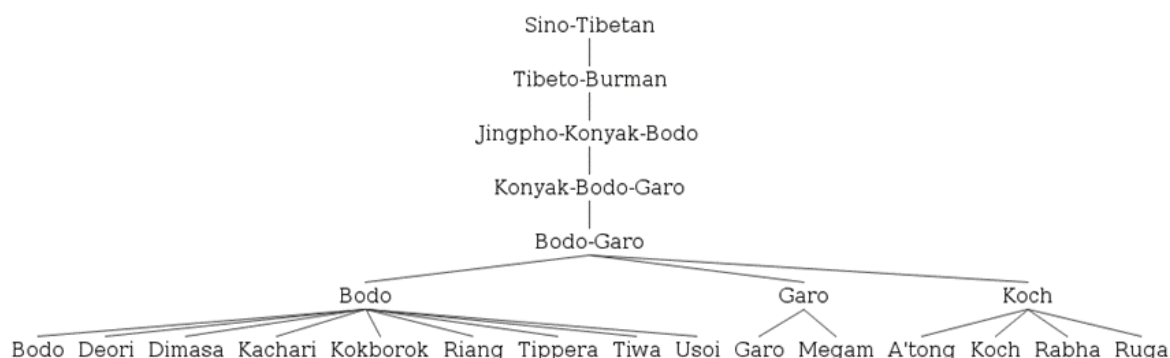 Sino-Tibetan
Tibeto-Burman
Jingpho-Konyak-Bodo
Konyak-Bodo-Garo
Bodo-Garo
Bodo Garo Koch
Bodo Deori Dimasa Kachari Kokborok Riang Tippera Tiwa Usoi Garo Megam A'tong Koch Rabha Ruga